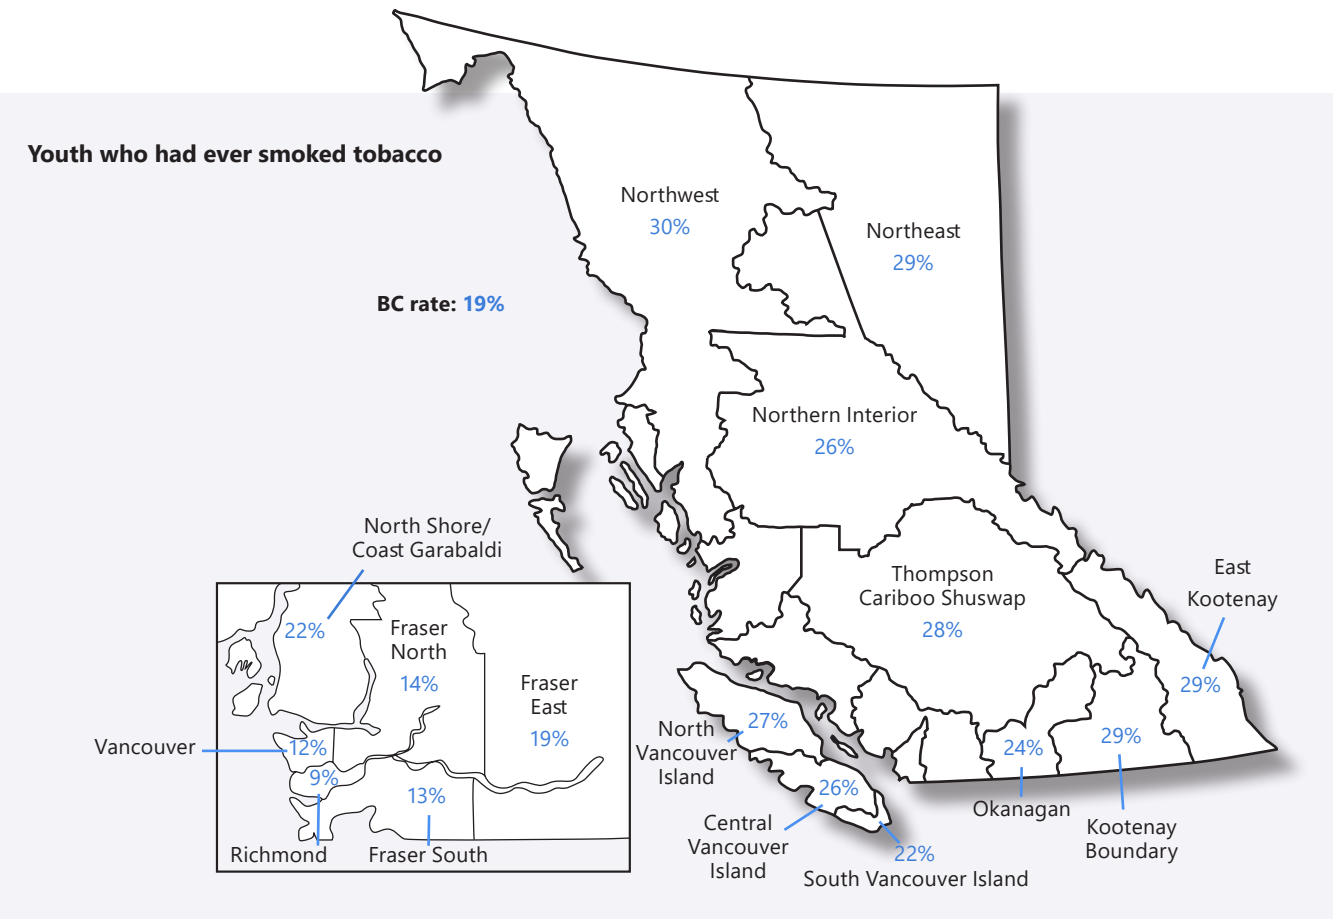 Youth who had ever smoked tobacco
BC rate: 19%
Northwest
30%
Northeast
29%
Northern Interior
26%
North Shore/
Coast Garabaldi
22%
Thompson
Cariboo Shuswap
28%
East
Kootenay
29%
Fraser
North
14%
Fraser
East
19%
Vancouver
12%
9%
Richmond
13%
Fraser South
27%
North
Vancouver
Island
26%
Central
Vancouver
Island
22%
South Vancouver Island
24%
Okanagan
29%
Kootenay
Boundary